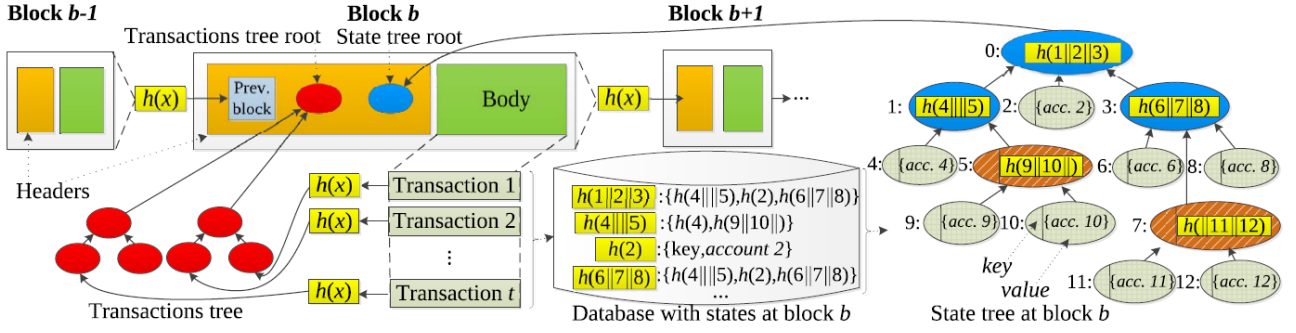 Block b-1
Block b
Block b+1
Transactions tree root
State tree root
Prev. block
h(x)
Body
h(x)
...
Headers
h(x)
Transaction 1
h(x)
Transaction 2
...
h(x)
Transaction t
Transactions tree
h(1||2||3):{h(4||||5),h(2),h(6||7||8)}
h(4||||5):{h(4),h(9||10||)}
h(2):{key,account 2}
h(6||7||8):{h(4||||5),h(2),h(6||7||8)}
...
Database with states at block b
0: h(1||2||3)
1: h(4||||5)
2: {acc. 2}
3: h(6||7||8)
4: {acc. 4}
5: h(9||10||)
6: {acc. 6}
8: {acc. 8}
9: {acc. 9}
10: {acc. 10}
7: h(||11||12)
key
value
11: {acc. 11}
12: {acc. 12}
State tree at block b